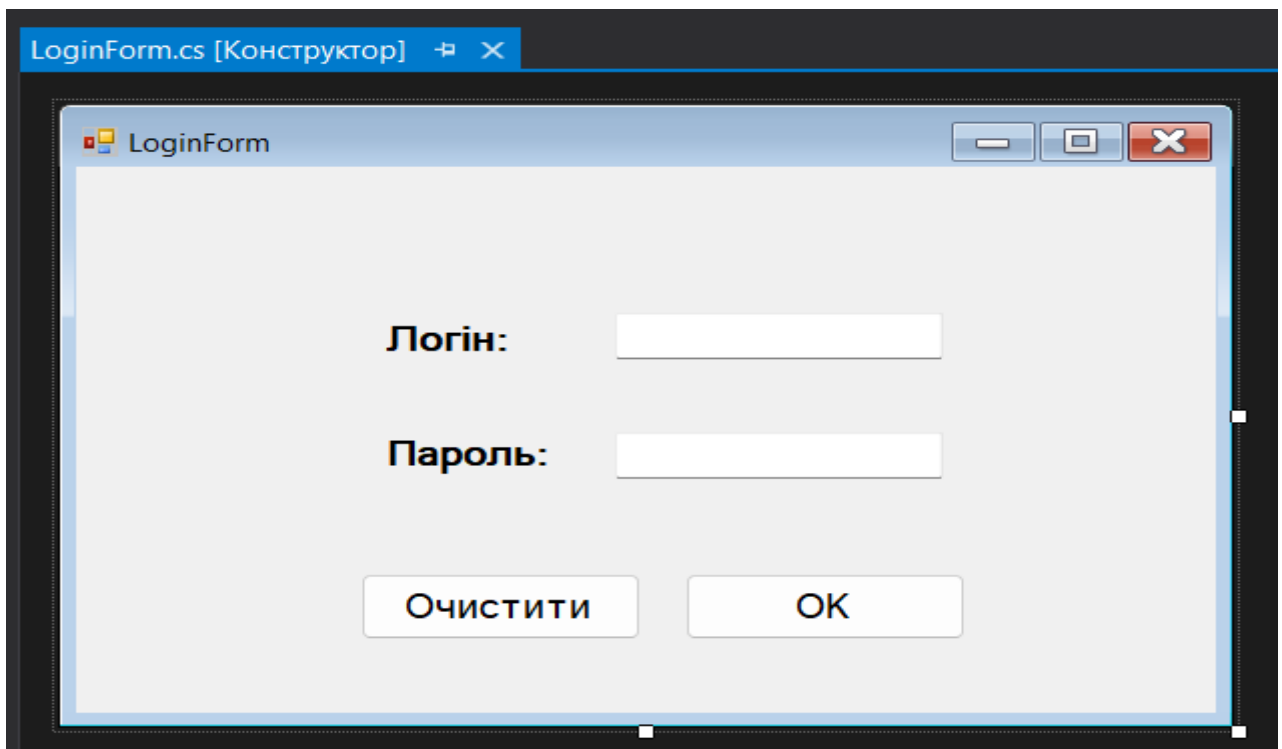 LoginForm.cs [Конструктор]
LoginForm
Логін:
Пароль:
Очистити
OK